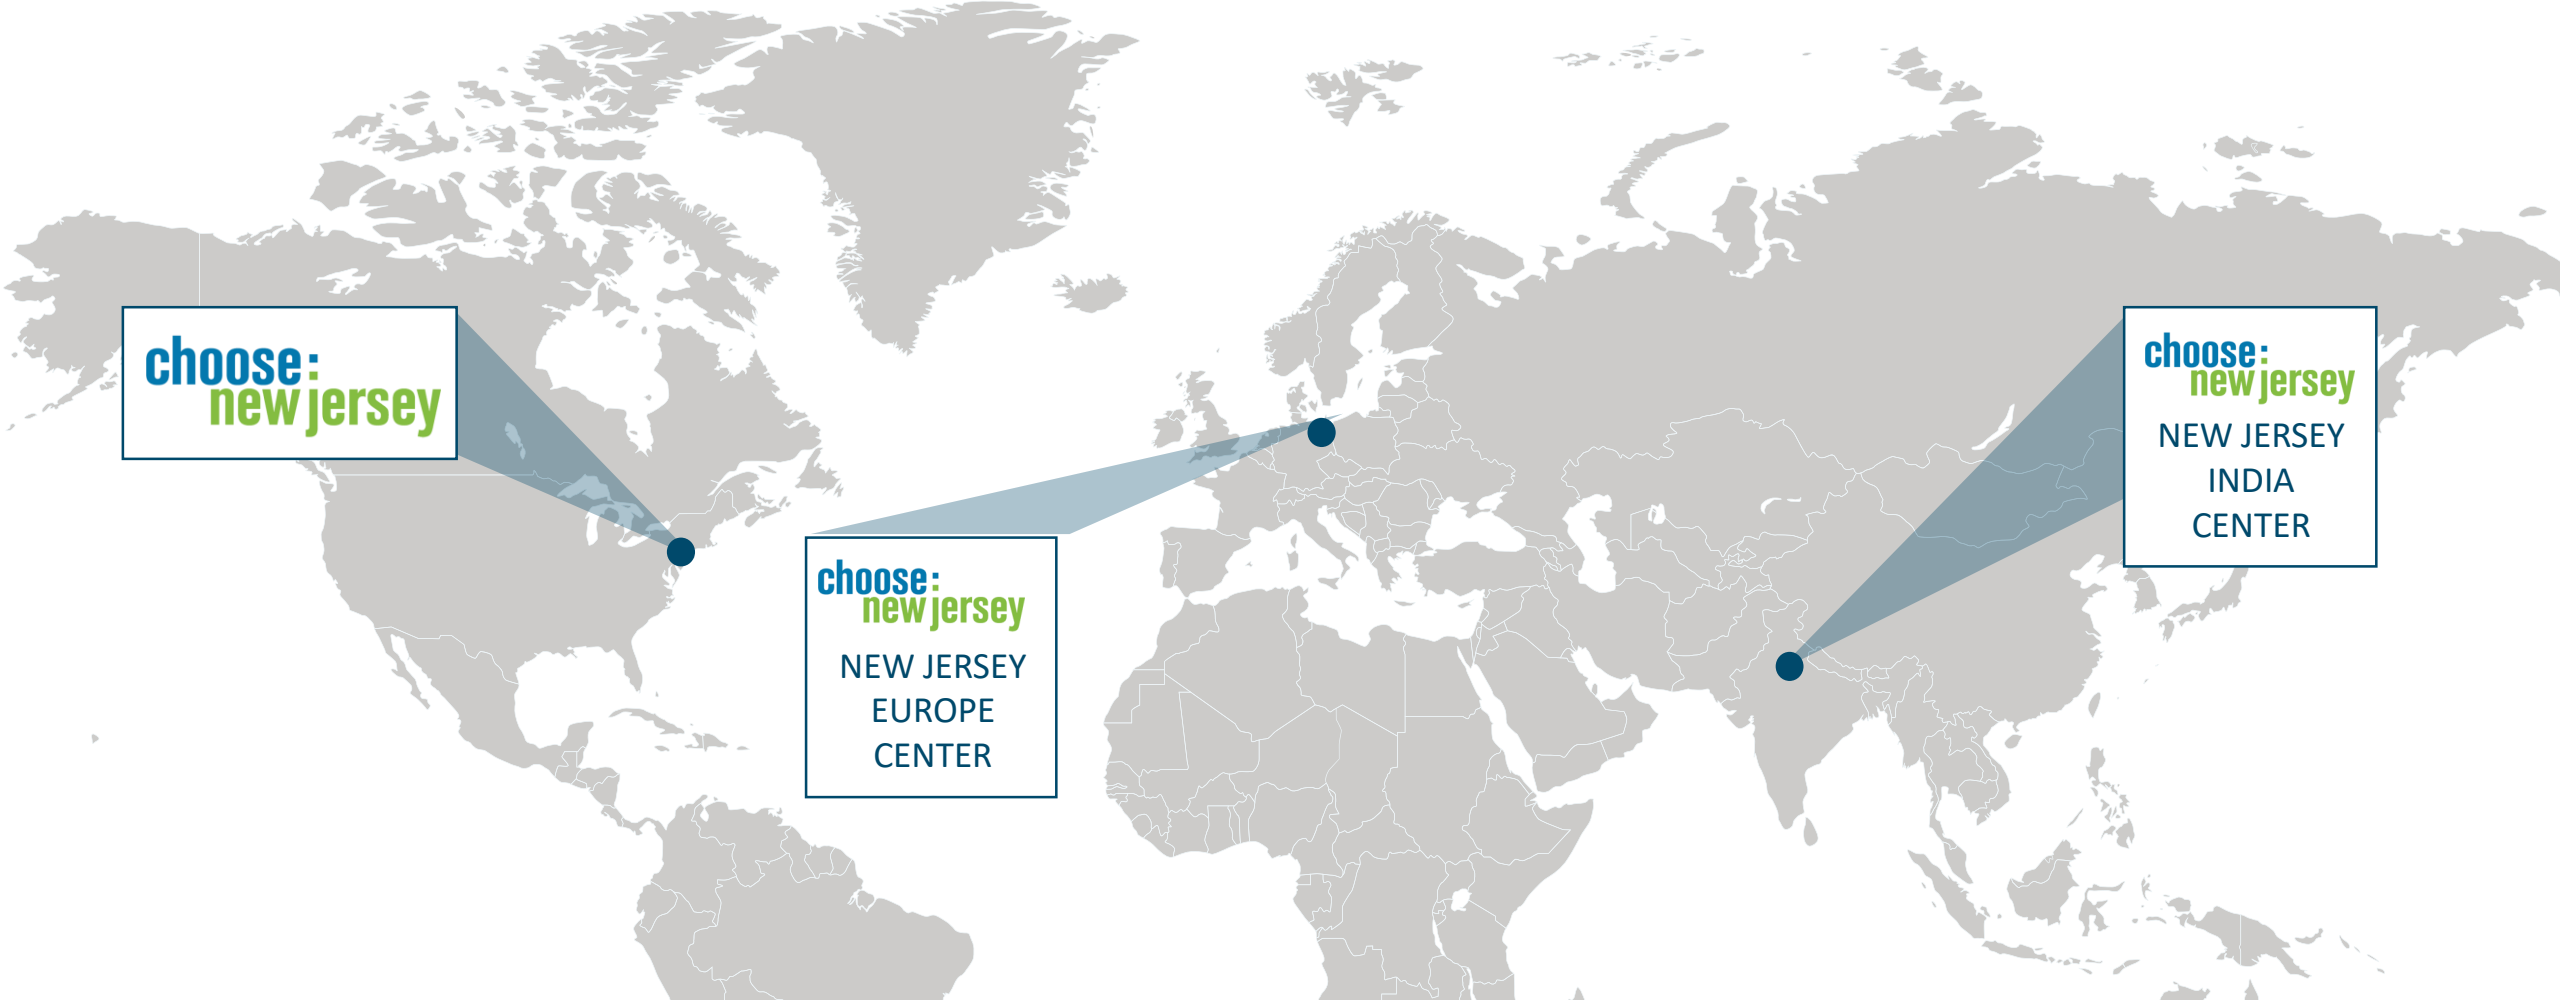 choose:
new jersey
choose:
new jersey
NEW JERSEY
EUROPE
CENTER
choose:
new jersey
NEW JERSEY
INDIA
CENTER